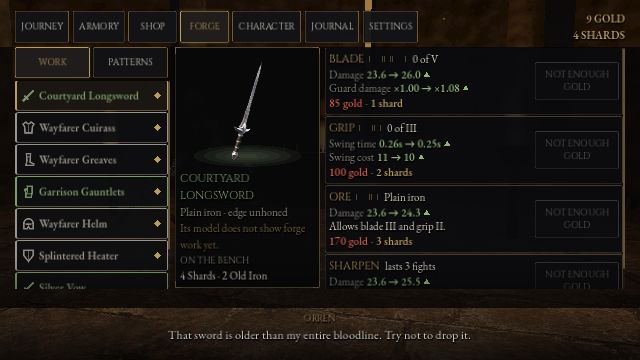 JOURNEY
ARMORY
SHOP
FORGE
CHARACTER
JOURNAL
SETTINGS
9 GOLD
4 SHARDS
WORK
PATTERNS
Courtyard Longsword
Wayfarer Cuirass
Wayfarer Greaves
Garrison Gauntlets
Wayfarer Helm
Splintered Heater
Silver Vow
COURTYARD
LONGSWORD
Plain iron · edge unhoned
Its model does not show forge
work yet.
ON THE BENCH
4 Shards · 2 Old Iron
BLADE 0 of V
Damage 23.6 → 26.0
Guard damage ×1.00 → ×1.08
85 gold · 1 shard
NOT ENOUGH
GOLD
GRIP 0 of III
Swing time 0.26s → 0.25s
Swing cost 11 → 10
100 gold · 2 shards
NOT ENOUGH
GOLD
ORE Plain iron
Damage 23.6 → 24.3
Allows blade III and grip II.
170 gold · 3 shards
NOT ENOUGH
GOLD
SHARPEN lasts 3 fights
Damage 23.6 → 25.5
NOT ENOUGH
ORREN
That sword is older than my entire bloodline. Try not to drop it.